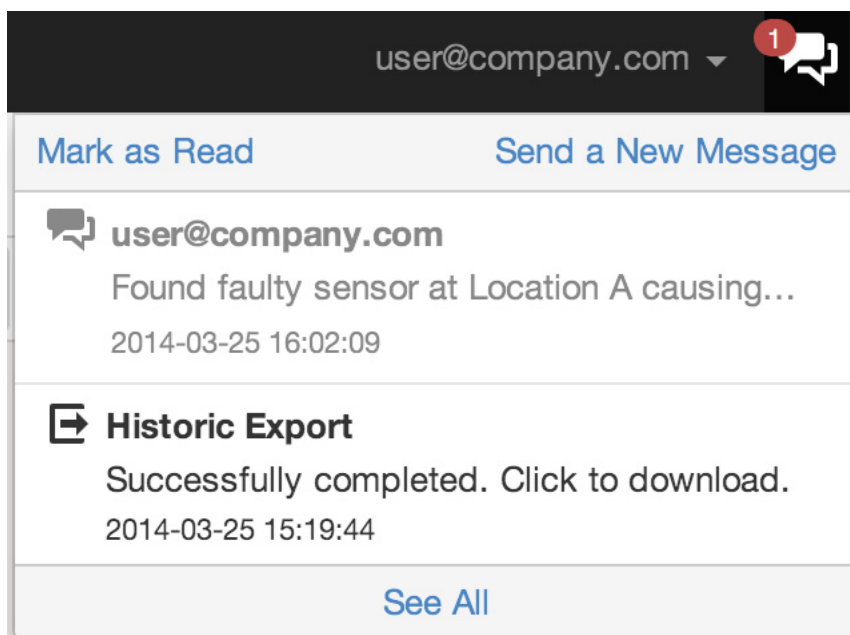 user@company.com
1
Mark as Read
Send a New Message
user@company.com
Found faulty sensor at Location A causing...
2014-03-25 16:02:09
Historic Export
Successfully completed. Click to download.
2014-03-25 15:19:44
See All